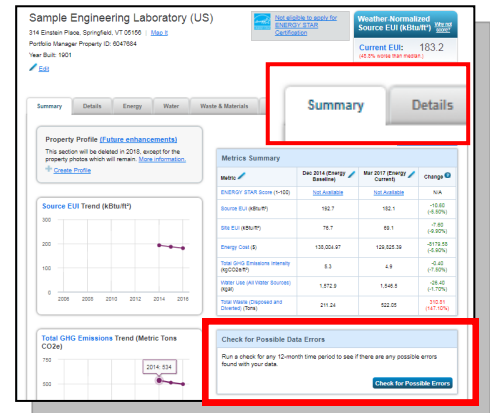 Sample Engineering Laboratory (US)
314 Einstein Place, Springfield, VT 05156 | Map It
Portfolio Manager Property ID: 6047684
Year Built: 1901
Edit
Not eligible to apply for
ENERGY STAR
Certification
Weather-Normalized
Source EUI (kBtu/ft²)
Why not
score?
Current EUI: 183.2
(48.8% worse than median.)
Summary Details Energy Water Waste & Materials
Summary Details
Property Profile (Future enhancements)
This section will be deleted in 2018, except for the
property photos which will remain. More information.
Create Profile
Source EUI Trend (kBtu/ft²)
300
200
100
0
2006 2008 2010 2012 2014 2016
Metrics Summary
Metric Dec 2014 (Energy Baseline) Mar 2017 (Energy Current) Change
ENERGY STAR Score (1-100) Not Available Not Available N/A
Source EUI (kBtu/ft²) 192.7 182.1 -10.60 (-5.50%)
Site EUI (kBtu/ft²) 76.7 69.1 -7.60 (-9.90%)
Energy Cost ($) 138,004.97 129,825.39 -8179.58 (-5.90%)
Total GHG Emissions Intensity (kgCO2e/ft²) 5.3 4.9 -0.40 (-7.50%)
Water Use (All Water Sources) (kgal) 1,572.9 1,546.5 -26.40 (-1.70%)
Total Waste (Disposed and Diverted) (Tons) 211.24 522.05 310.81 (147.10%)
Total GHG Emissions Trend (Metric Tons
CO2e)
750
2014: 534
500
Check for Possible Data Errors
Run a check for any 12-month time period to see if there are any possible errors
found with your data.
Check for Possible Errors